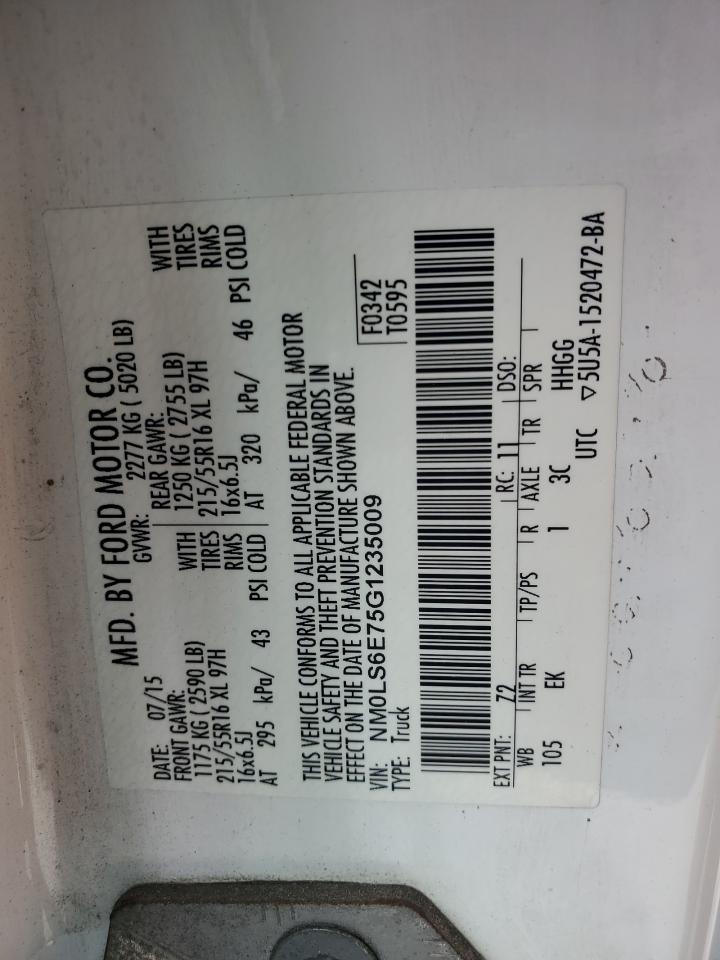 MFD. BY FORD MOTOR CO.
DATE: 07/15 GVWR: 2277 KG ( 5020 LB)
FRONT GAWR: WITH REAR GAWR: WITH
1175 KG ( 2590 LB) TIRES 1250 KG ( 2755 LB) TIRES
215/55R16 XL 97H RIMS 215/55R16 XL 97H RIMS
16x6.5J 16x6.5J
AT 295 kPa/ 43 PSI COLD AT 320 kPa/ 46 PSI COLD
THIS VEHICLE CONFORMS TO ALL APPLICABLE FEDERAL MOTOR
VEHICLE SAFETY AND THEFT PREVENTION STANDARDS IN
EFFECT ON THE DATE OF MANUFACTURE SHOWN ABOVE.
VIN: NM0LS6E75G1235009 F0342
TYPE: Truck T0595
EXT PNT: Z2 RC: 11 DSO:
WB INT TR TP/PS R AXLE TR SPR
105 EK 1 3C HHGG
UTC ▽5U5A-1520472-BA